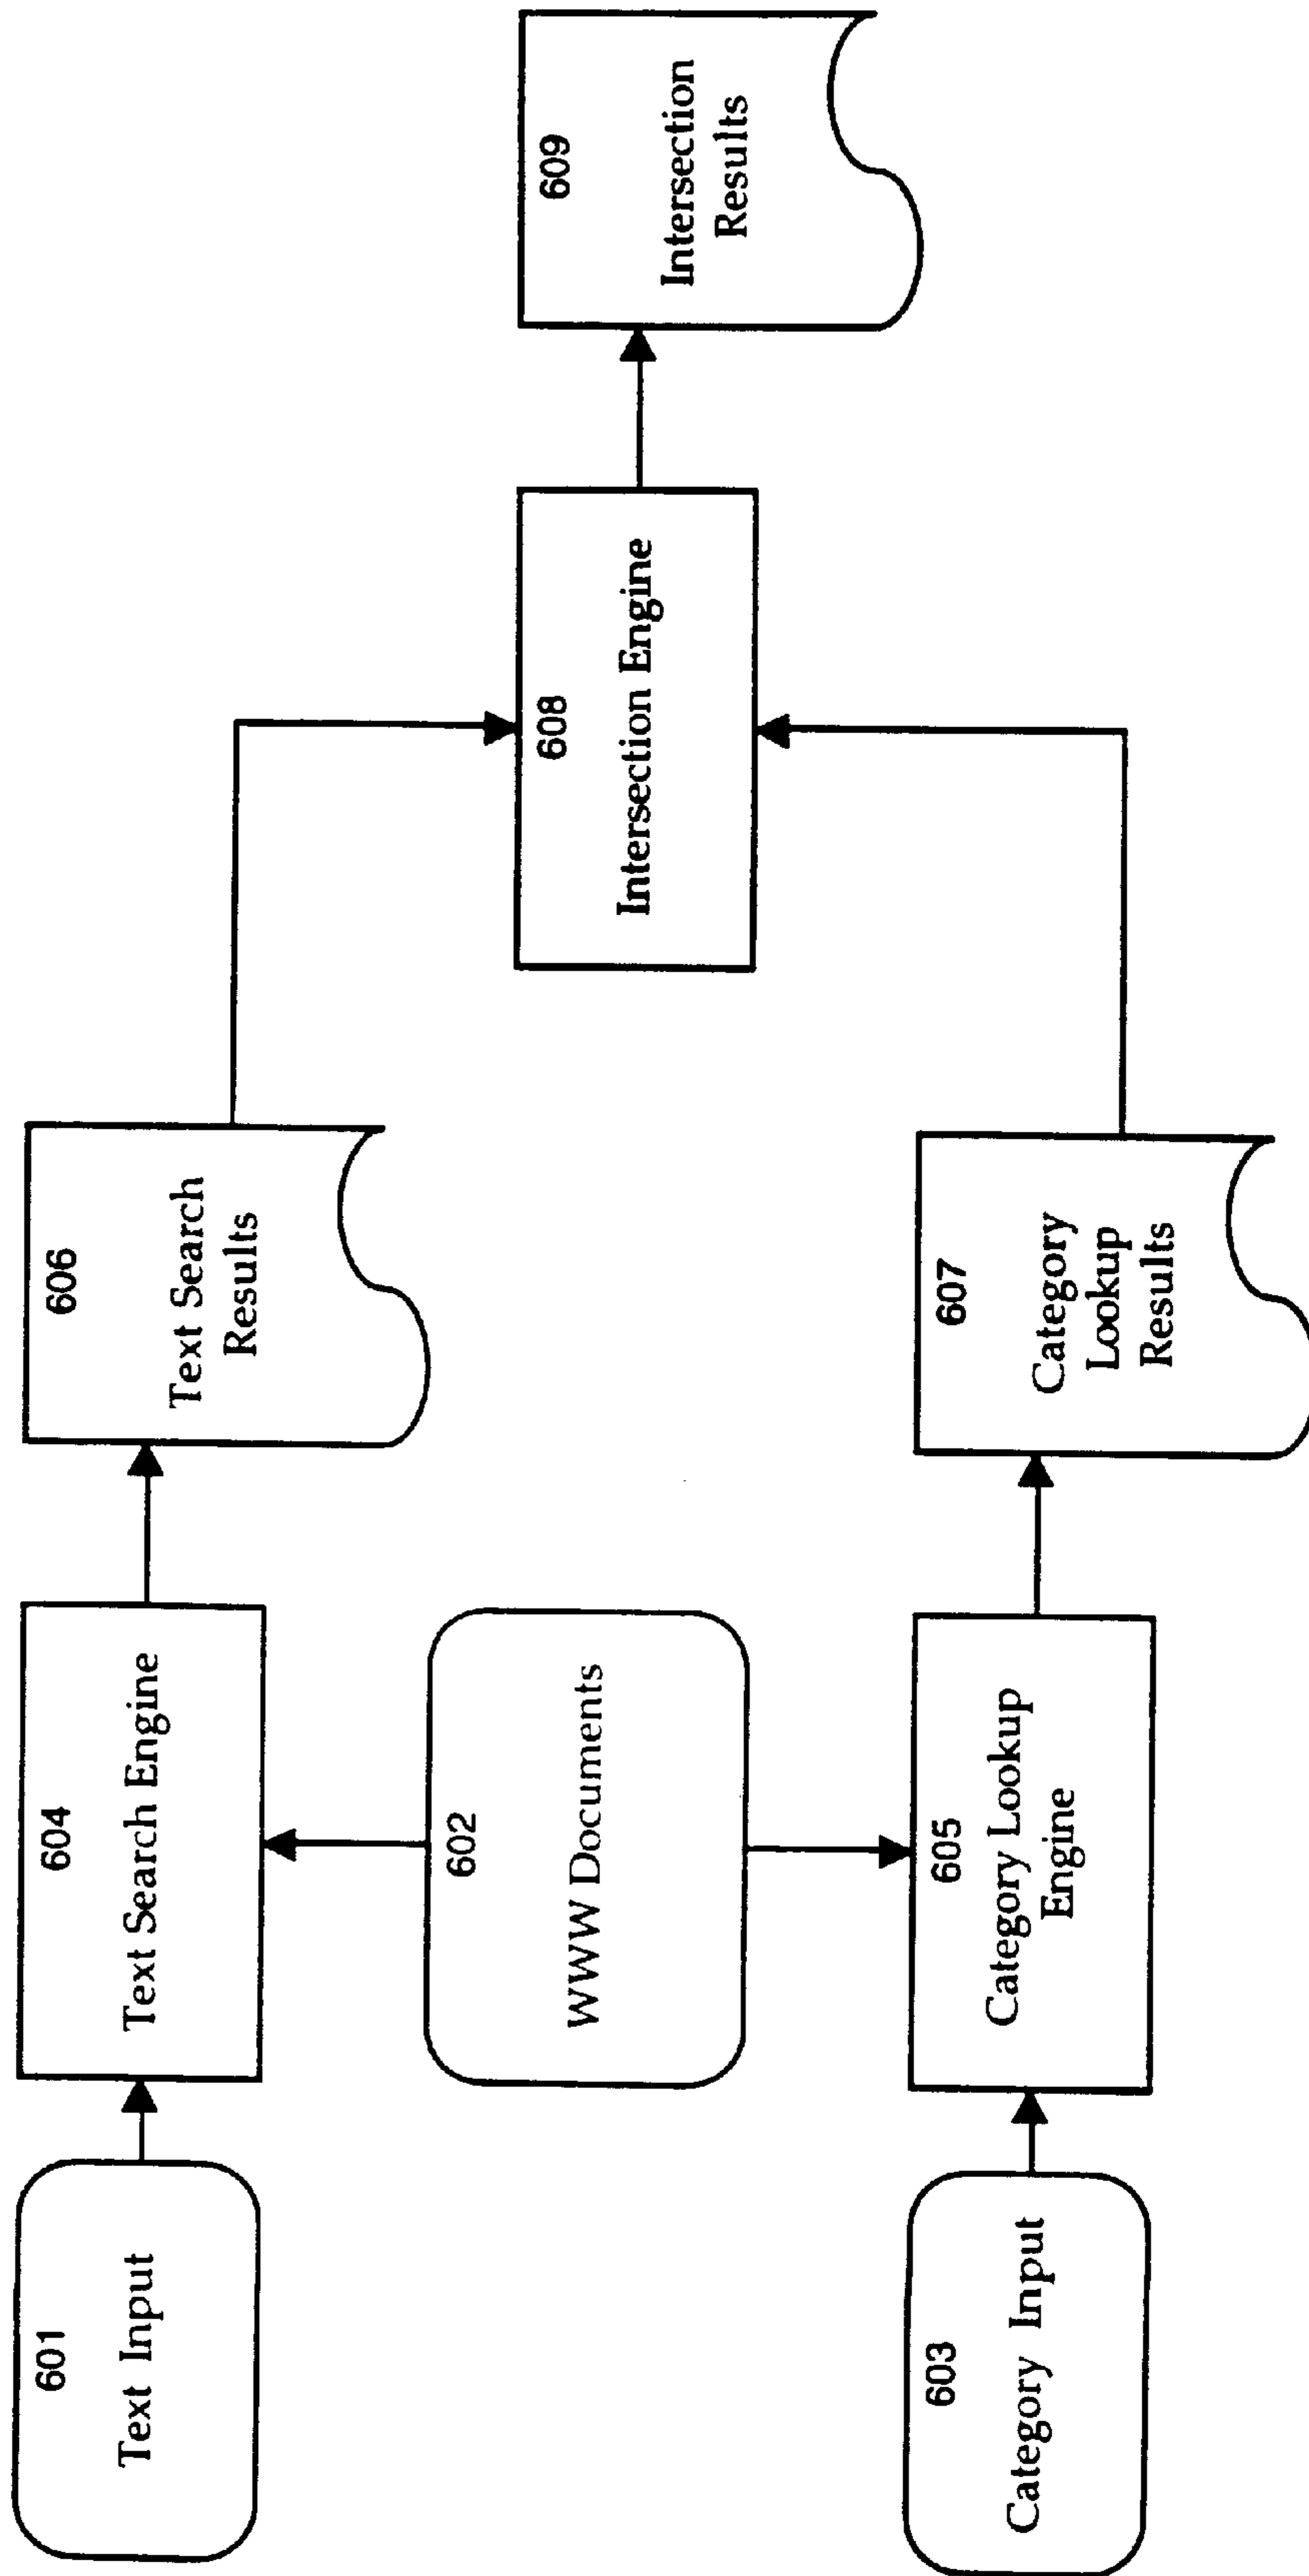 601
Text Input
604
Text Search Engine
606
Text Search
Results
602
WWW Documents
608
Intersection Engine
609
Intersection
Results
603
Category Input
605
Category Lookup
Engine
607
Category
Lookup
Results